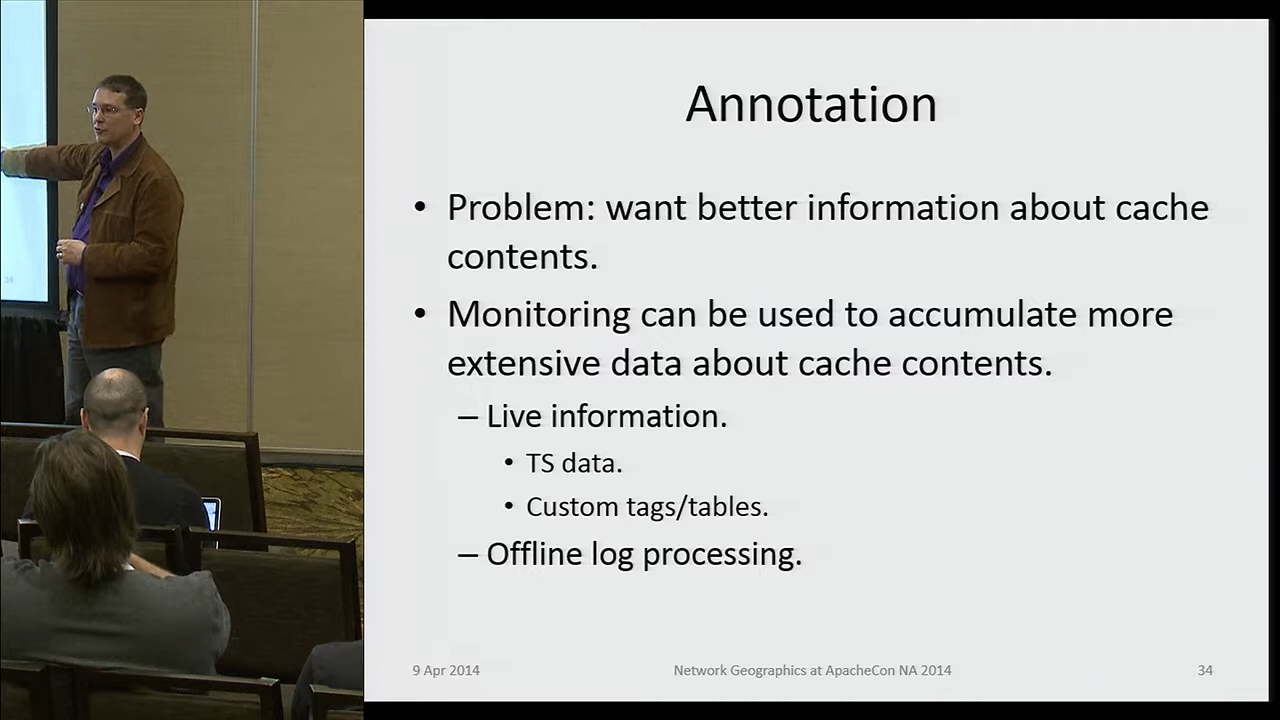 Annotation
• Problem: want better information about cache
contents.
• Monitoring can be used to accumulate more
extensive data about cache contents.
– Live information.
• TS data.
• Custom tags/tables.
– Offline log processing.
9 Apr 2014
Network Geographics at ApacheCon NA 2014
34
34